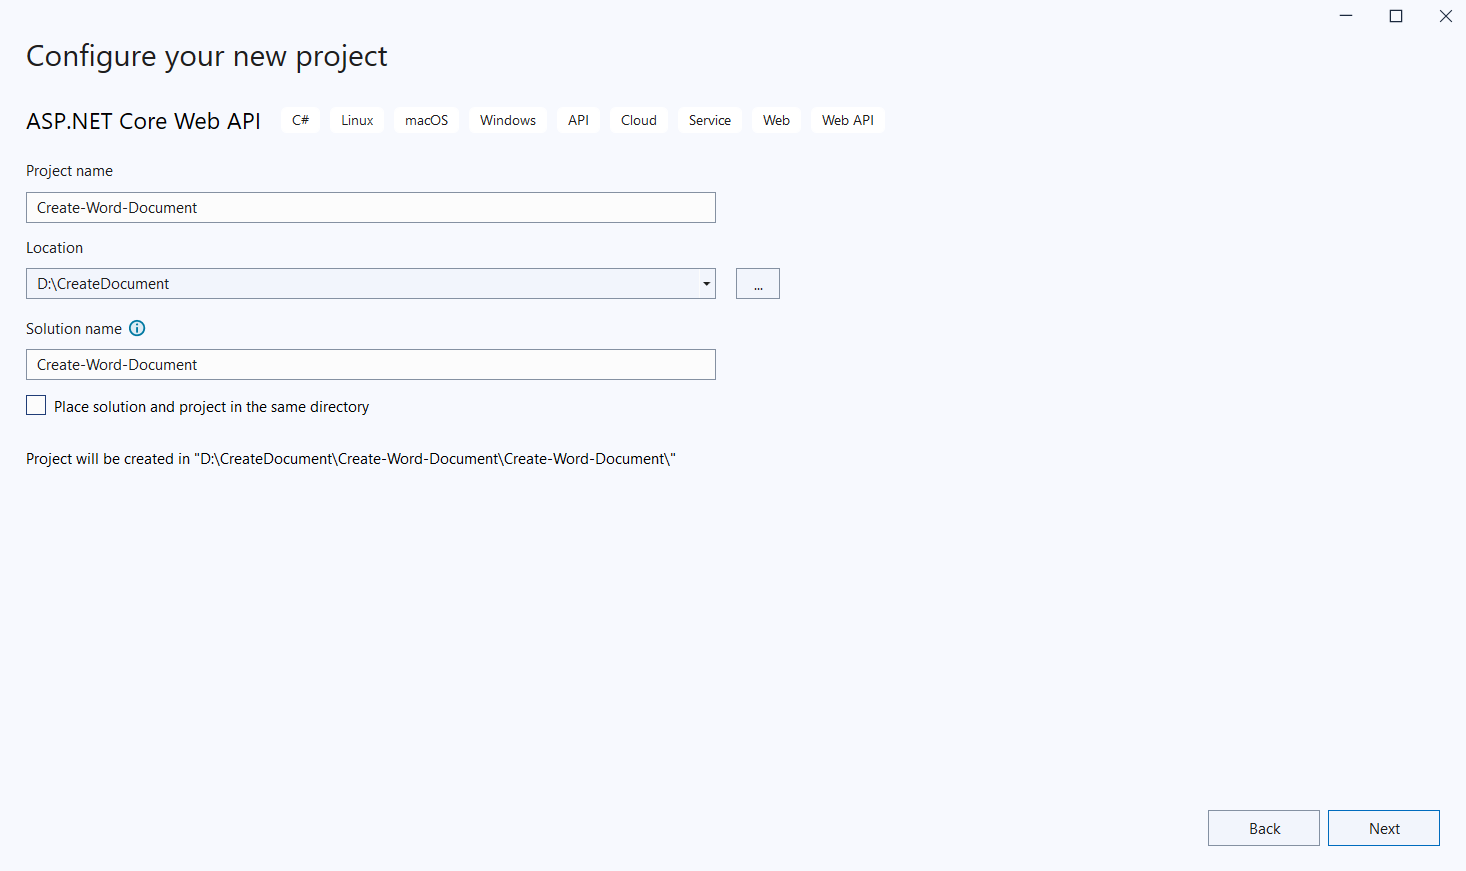 Configure your new project
ASP.NET Core Web API C# Linux macOS Windows API Cloud Service Web Web API
Project name
Create-Word-Document
Location
D:\CreateDocument
...
Solution name
Create-Word-Document
Place solution and project in the same directory
Project will be created in "D:\CreateDocument\Create-Word-Document\Create-Word-Document\"
Back Next